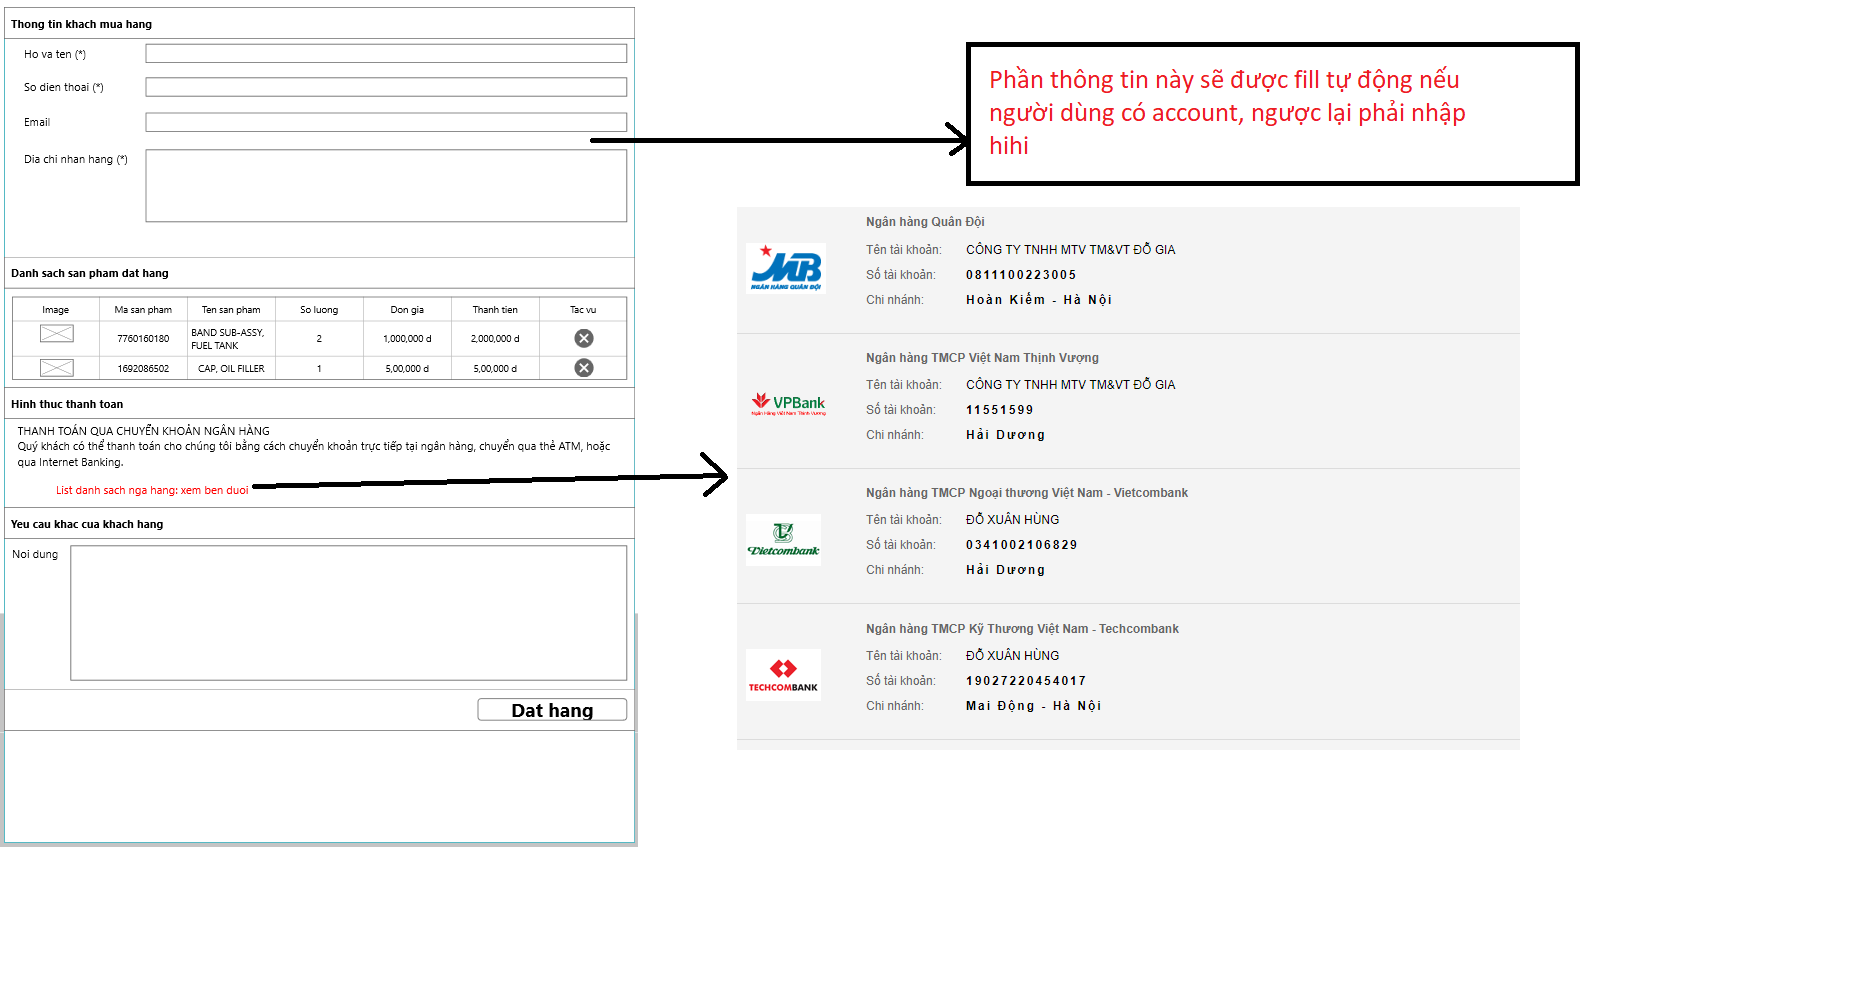 Thong tin khach mua hang
Ho va ten (*)
So dien thoai (*)
Email
Dia chi nhan hang (*)
Danh sach san pham dat hang
Image Ma san pham Ten san pham So luong Don gia Thanh tien Tac vu
7760160180 BAND SUB-ASSY, FUEL TANK 2 1,000,000 d 2,000,000 d
1692086502 CAP, OIL FILLER 1 5,00,000 d 5,00,000 d
Hinh thuc thanh toan
THANH TOÁN QUA CHUYỂN KHOẢN NGÂN HÀNG
Quý khách có thể thanh toán cho chúng tôi bằng cách chuyển khoản trực tiếp tại ngân hàng, chuyển qua thẻ ATM, hoặc
qua Internet Banking.
List danh sach nga hang: xem ben duoi
Yeu cau khac cua khach hang
Noi dung
Dat hang
Phần thông tin này sẽ được fill tự động nếu
người dùng có account, ngược lại phải nhập
hihi
Ngân hàng Quân Đội
MB
NGÂN HÀNG QUÂN ĐỘI
Tên tài khoản: CÔNG TY TNHH MTV TM&VT ĐỖ GIA
Số tài khoản: 0811100223005
Chi nhánh: Hoàn Kiếm - Hà Nội
Ngân hàng TMCP Việt Nam Thịnh Vượng
VPBank
Ngân Hàng Việt Nam Thịnh Vượng
Tên tài khoản: CÔNG TY TNHH MTV TM&VT ĐỖ GIA
Số tài khoản: 11551599
Chi nhánh: Hải Dương
Ngân hàng TMCP Ngoại thương Việt Nam - Vietcombank
Vietcombank
Tên tài khoản: ĐỖ XUÂN HÙNG
Số tài khoản: 0341002106829
Chi nhánh: Hải Dương
Ngân hàng TMCP Kỹ Thương Việt Nam - Techcombank
TECHCOMBANK
Tên tài khoản: ĐỖ XUÂN HÙNG
Số tài khoản: 19027220454017
Chi nhánh: Mai Động - Hà Nội